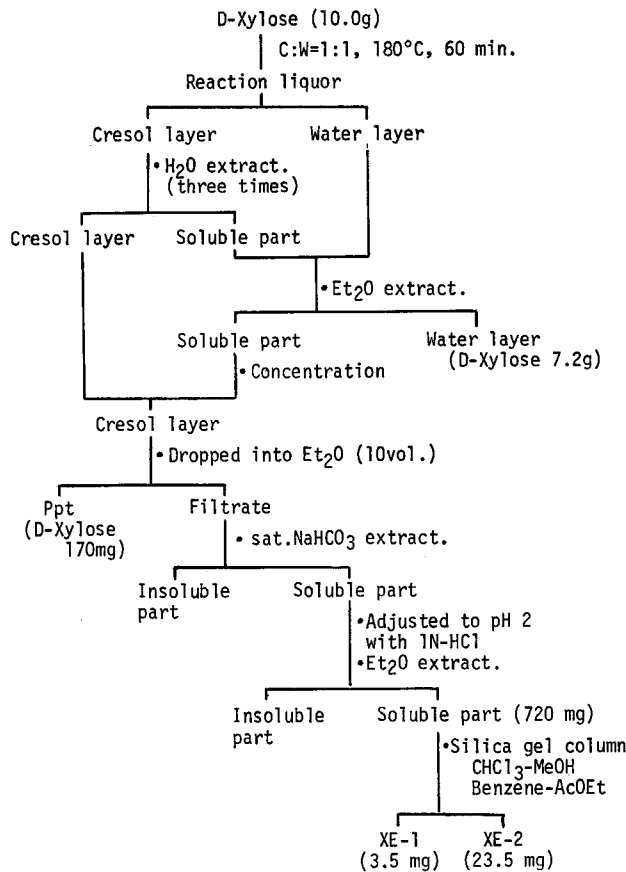 D-Xylose (10.0g)
C:W=1:1, 180°C, 60 min.
Reaction liquor
Cresol layer
Water layer
•H₂O extract.
(three times)
Cresol layer
Soluble part
•Et₂O extract.
Soluble part
Water layer
(D-Xylose 7.2g)
•Concentration
Cresol layer
•Dropped into Et₂O (10vol.)
Ppt
(D-Xylose
170mg)
Filtrate
• sat.NaHCO₃ extract.
Insoluble
part
Soluble part
•Adjusted to pH 2
with 1N-HCl
•Et₂O extract.
Insoluble
part
Soluble part (720 mg)
•Silica gel column
CHCl₃-MeOH
Benzene-AcOEt
XE-1
(3.5 mg)
XE-2
(23.5 mg)